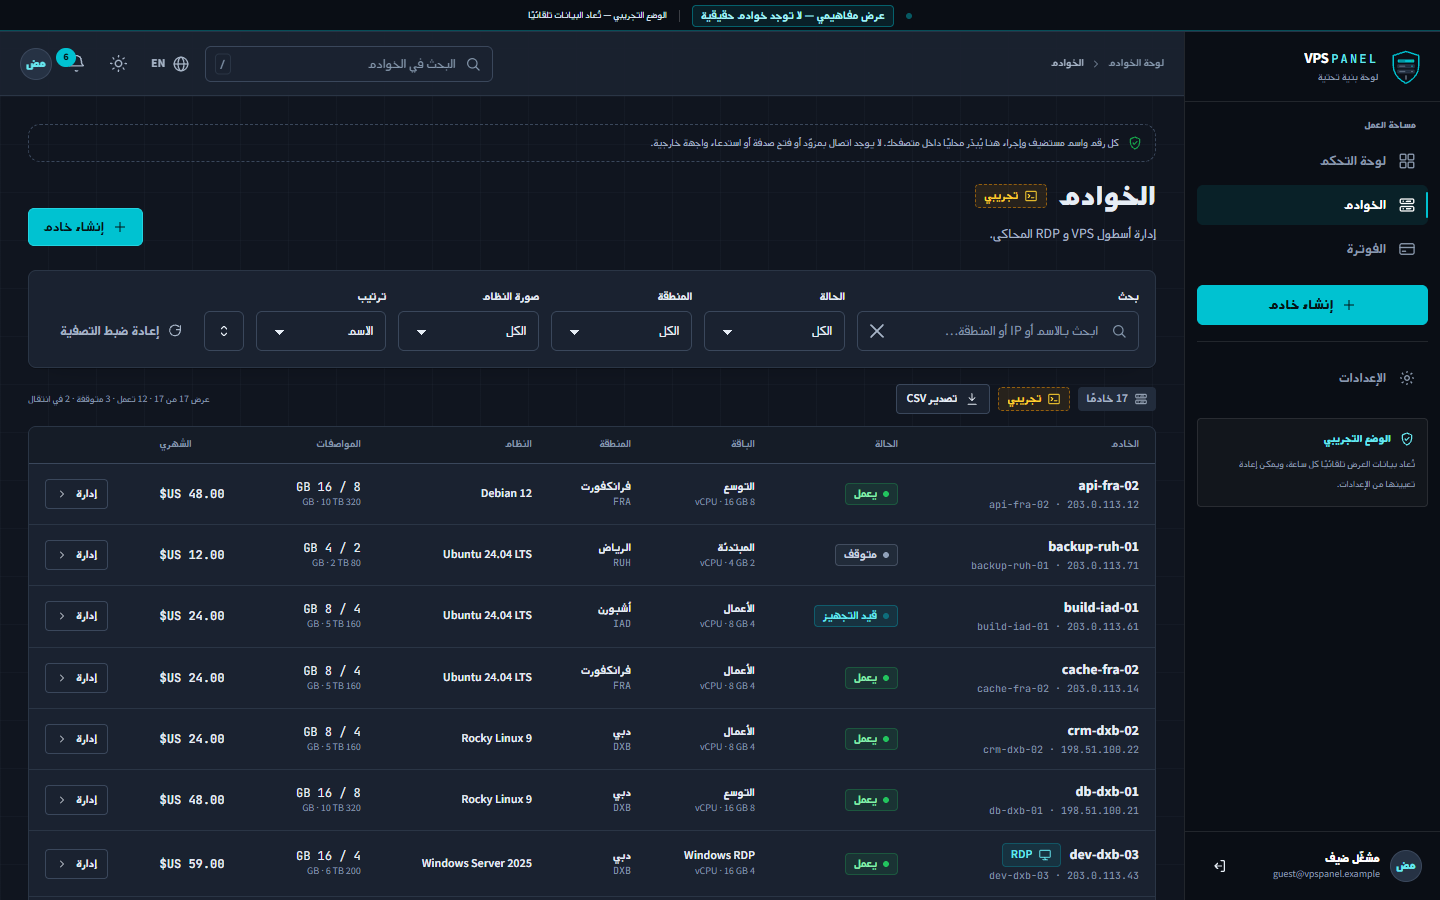 عرض مفاهيمي — لا توجد خوادم حقيقية
الوضع التجريبي — تُعاد البيانات تلقائيًا
VPSPANEL
لوحة بنية تحتية
مساحة العمل
لوحة التحكم
الخوادم
الفوترة
إنشاء خادم
الإعدادات
الوضع التجريبي
تُعاد بيانات العرض تلقائيًا كل ساعة، ويمكن إعادة
تعيينها من الإعدادات.
مض
مشغّل ضيف
guest@vpspanel.example
لوحة الخوادم
الخوادم
البحث في الخوادم
/
EN
6
مض
كل رقم واسم مستضيف وإجراء هنا يُبذّر محليًا داخل متصفحك. لا يوجد اتصال بمزوّد أو فتح صدفة أو استدعاء واجهة خارجية.
الخوادم
تجريبي
إدارة أسطول VPS و RDP المحاكى.
إنشاء خادم
بحث الحالة المنطقة صورة النظام ترتيب
ابحث بالاسم أو IP أو المنطقة... الكل الكل الكل الاسم إعادة ضبط التصفية
17 خادمًا تجريبي تصدير CSV عرض 17 من 17 · 12 تعمل · 3 متوقفة · 2 في انتقال
الخادم الحالة الباقة المنطقة النظام المواصفات الشهري
api-fra-02 يعمل التوسع فرانكفورت Debian 12 GB 16 / 8 $US 48.00 إدارة
api-fra-02 · 203.0.113.12 vCPU · 16 GB 8 FRA GB · 10 TB 320
backup-ruh-01 متوقف المبتدئة الرياض Ubuntu 24.04 LTS GB 4 / 2 $US 12.00 إدارة
backup-ruh-01 · 203.0.113.71 vCPU · 4 GB 2 RUH GB · 2 TB 80
build-iad-01 قيد التجهيز الأعمال أشبورن Ubuntu 24.04 LTS GB 8 / 4 $US 24.00 إدارة
build-iad-01 · 203.0.113.61 vCPU · 8 GB 4 IAD GB · 5 TB 160
cache-fra-02 يعمل الأعمال فرانكفورت Ubuntu 24.04 LTS GB 8 / 4 $US 24.00 إدارة
cache-fra-02 · 203.0.113.14 vCPU · 8 GB 4 FRA GB · 5 TB 160
crm-dxb-02 يعمل الأعمال دبي Rocky Linux 9 GB 8 / 4 $US 24.00 إدارة
crm-dxb-02 · 198.51.100.22 vCPU · 8 GB 4 DXB GB · 5 TB 160
db-dxb-01 يعمل التوسع دبي Rocky Linux 9 GB 16 / 8 $US 48.00 إدارة
db-dxb-01 · 198.51.100.21 vCPU · 16 GB 8 DXB GB · 10 TB 320
dev-dxb-03 RDP يعمل Windows RDP دبي Windows Server 2025 GB 16 / 4 $US 59.00 إدارة
dev-dxb-03 · 203.0.113.43 vCPU · 16 GB 4 DXB GB · 6 TB 200